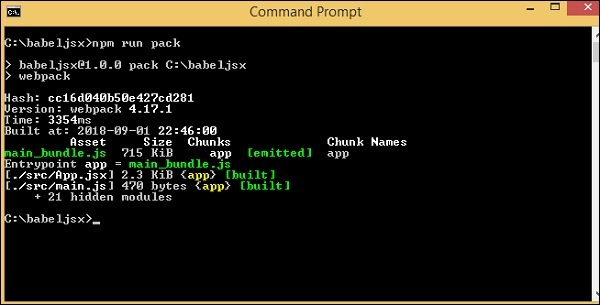 Command Prompt
C:\babeljsx>npm run pack
> babeljsx@1.0.0 pack C:\babeljsx
> webpack
Hash: cc16d040b50e427cd281
Version: webpack 4.17.1
Time: 3354ms
Built at: 2018-09-01 22:46:00
Asset Size Chunks Chunk Names
main_bundle.js 715 KiB app [emitted] app
Entrypoint app = main_bundle.js
[./src/App.jsx] 2.3 KiB {app} [built]
[./src/main.js] 470 bytes {app} [built]
+ 21 hidden modules
C:\babeljsx>_